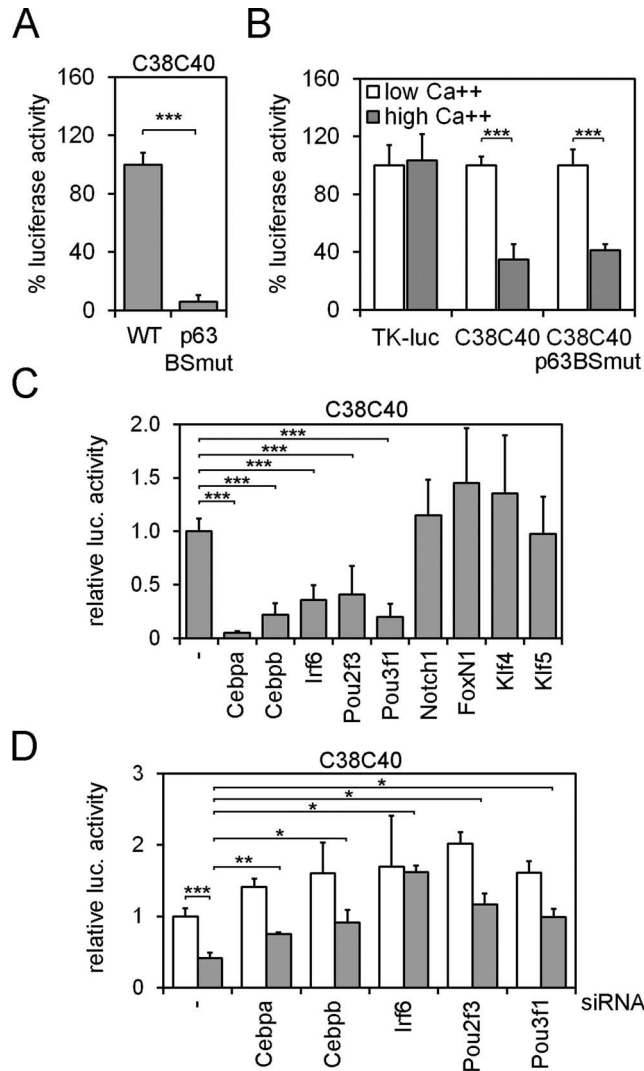 A
C38C40
% luciferase activity
160
120
80
40
0
***
WT
p63
BSmut
B
% luciferase activity
160
120
80
40
0
low Ca++
high Ca++
***
***
TK-luc
C38C40
C38C40
p63BSmut
C
C38C40
relative luc. activity
2.0
1.5
1.0
0.5
0
***
***
***
***
***
-
Cebpa
Cebpb
Irf6
Pou2f3
Pou3f1
Notch1
FoxN1
Klf4
Klf5
D
C38C40
relative luc. activity
3
2
1
0
*
*
*
*
**
***
-
Cebpa
Cebpb
Irf6
Pou2f3
Pou3f1
siRNA